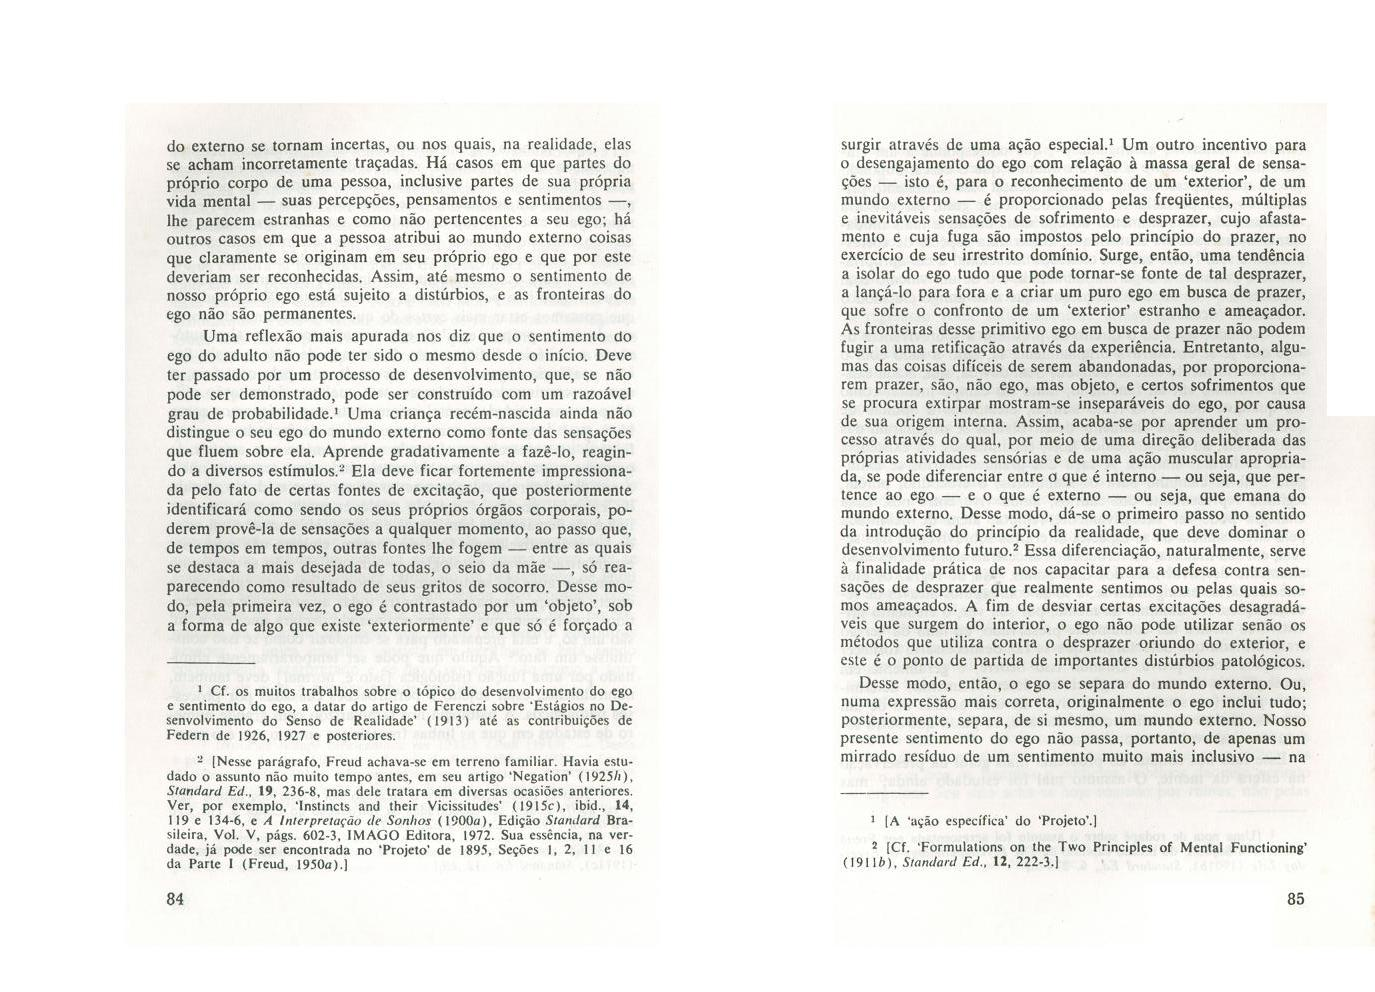 do externo se tornam incertas, ou nos quais, na realidade, elas
se acham incorretamente traçadas. Há casos em que partes do
próprio corpo de uma pessoa, inclusive partes de sua própria
vida mental — suas percepções, pensamentos e sentimentos —,
lhe parecem estranhas e como não pertencentes a seu ego; há
outros casos em que a pessoa atribui ao mundo externo coisas
que claramente se originam em seu próprio ego e que por este
deveriam ser reconhecidas. Assim, até mesmo o sentimento de
nosso próprio ego está sujeito a distúrbios, e as fronteiras do
ego não são permanentes.
Uma reflexão mais apurada nos diz que o sentimento do
ego do adulto não pode ter sido o mesmo desde o início. Deve
ter passado por um processo de desenvolvimento, que, se não
pode ser demonstrado, pode ser construído com um razoável
grau de probabilidade.¹ Uma criança recém-nascida ainda não
distingue o seu ego do mundo externo como fonte das sensações
que fluem sobre ela. Aprende gradativamente a fazê-lo, reagin-
do a diversos estímulos.² Ela deve ficar fortemente impressiona-
da pelo fato de certas fontes de excitação, que posteriormente
identificará como sendo os seus próprios órgãos corporais, po-
derem provê-la de sensações a qualquer momento, ao passo que,
de tempos em tempos, outras fontes lhe fogem — entre as quais
se destaca a mais desejada de todas, o seio da mãe —, só rea-
parecendo como resultado de seus gritos de socorro. Desse mo-
do, pela primeira vez, o ego é contrastado por um ‘objeto’, sob
a forma de algo que existe ‘exteriormente’ e que só é forçado a
¹ Cf. os muitos trabalhos sobre o tópico do desenvolvimento do ego
e sentimento do ego, a datar do artigo de Ferenczi sobre ‘Estágios no De-
senvolvimento do Senso de Realidade’ (1913) até as contribuições de
Federn de 1926, 1927 e posteriores.
² [Nesse parágrafo, Freud achava-se em terreno familiar. Havia estu-
dado o assunto não muito tempo antes, em seu artigo ‘Negation’ (1925h),
Standard Ed., 19, 236-8, mas dele tratara em diversas ocasiões anteriores.
Ver, por exemplo, ‘Instincts and their Vicissitudes’ (1915c), ibid., 14,
119 e 134-6, e A Interpretação de Sonhos (1900a), Edição Standard Bra-
sileira, Vol. V, págs. 602-3, IMAGO Editora, 1972. Sua essência, na ver-
dade, já pode ser encontrada no ‘Projeto’ de 1895, Seções 1, 2, 11 e 16
da Parte I (Freud, 1950a).]
84
surgir através de uma ação especial.¹ Um outro incentivo para
o desengajamento do ego com relação à massa geral de sensa-
ções — isto é, para o reconhecimento de um ‘exterior’, de um
mundo externo — é proporcionado pelas freqüentes, múltiplas
e inevitáveis sensações de sofrimento e desprazer, cujo afasta-
mento e cuja fuga são impostos pelo princípio do prazer, no
exercício de seu irrestrito domínio. Surge, então, uma tendência
a isolar do ego tudo que pode tornar-se fonte de tal desprazer,
a lançá-lo para fora e a criar um puro ego em busca de prazer,
que sofre o confronto de um ‘exterior’ estranho e ameaçador.
As fronteiras desse primitivo ego em busca de prazer não podem
fugir a uma retificação através da experiência. Entretanto, algu-
mas das coisas difíceis de serem abandonadas, por proporciona-
rem prazer, são, não ego, mas objeto, e certos sofrimentos que
se procura extirpar mostram-se inseparáveis do ego, por causa
de sua origem interna. Assim, acaba-se por aprender um pro-
cesso através do qual, por meio de uma direção deliberada das
próprias atividades sensórias e de uma ação muscular apropria-
da, se pode diferenciar entre o que é interno — ou seja, que per-
tence ao ego — e o que é externo — ou seja, que emana do
mundo externo. Desse modo, dá-se o primeiro passo no sentido
da introdução do princípio da realidade, que deve dominar o
desenvolvimento futuro.² Essa diferenciação, naturalmente, serve
à finalidade prática de nos capacitar para a defesa contra sen-
sações de desprazer que realmente sentimos ou pelas quais so-
mos ameaçados. A fim de desviar certas excitações desagradá-
veis que surgem do interior, o ego não pode utilizar senão os
métodos que utiliza contra o desprazer oriundo do exterior, e
este é o ponto de partida de importantes distúrbios patológicos.
Desse modo, então, o ego se separa do mundo externo. Ou,
numa expressão mais correta, originalmente o ego inclui tudo;
posteriormente, separa, de si mesmo, um mundo externo. Nosso
presente sentimento do ego não passa, portanto, de apenas um
mirrado resíduo de um sentimento muito mais inclusivo — na
¹ [A ‘ação específica’ do ‘Projeto’.]
² [Cf. ‘Formulations on the Two Principles of Mental Functioning’
(1911b), Standard Ed., 12, 222-3.]
85